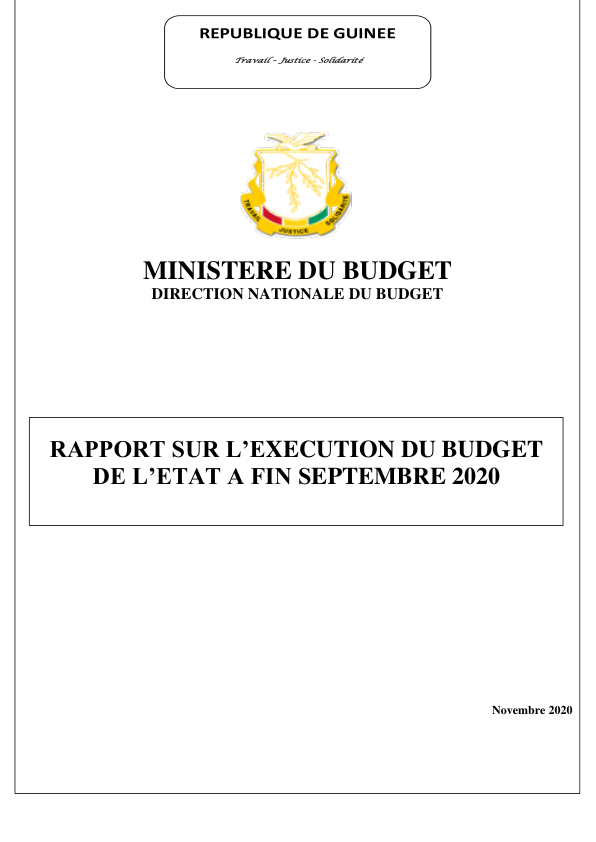 REPUBLIQUE DE GUINEE
Travail – Justice - Solidarité
TRAVAIL
JUSTICE
SOLIDARITE
MINISTERE DU BUDGET
DIRECTION NATIONALE DU BUDGET
RAPPORT SUR L’EXECUTION DU BUDGET
DE L’ETAT A FIN SEPTEMBRE 2020
Novembre 2020